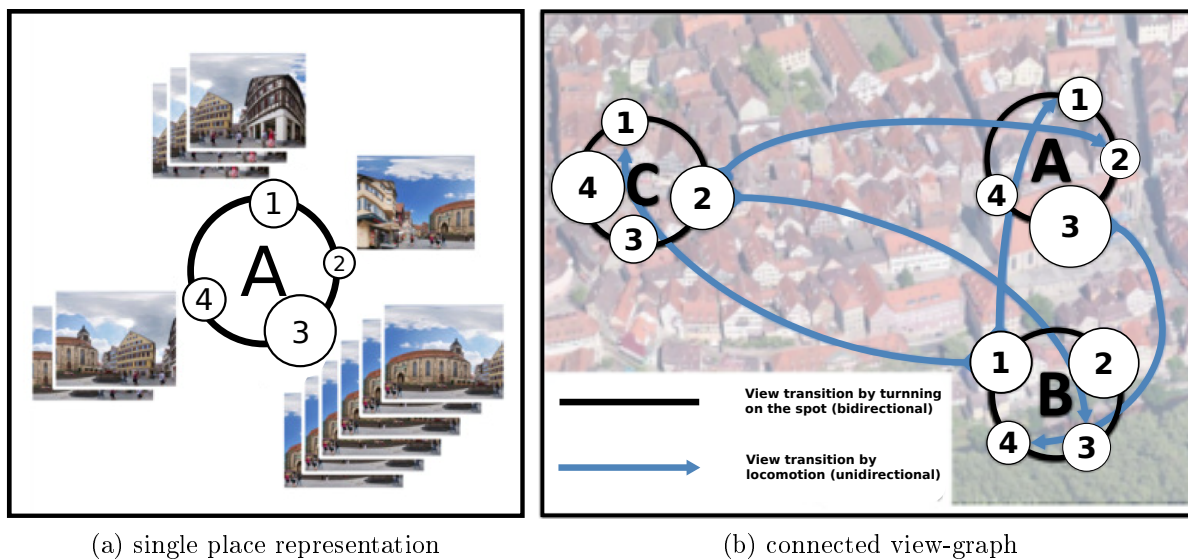 1
2
A
4
3
1
2
A
4
3
1
4
C
2
3
1
2
B
4
3
View transition by turnning
on the spot (bidirectional)
View transition by
locomotion (unidirectional)
(a) single place representation
(b) connected view-graph